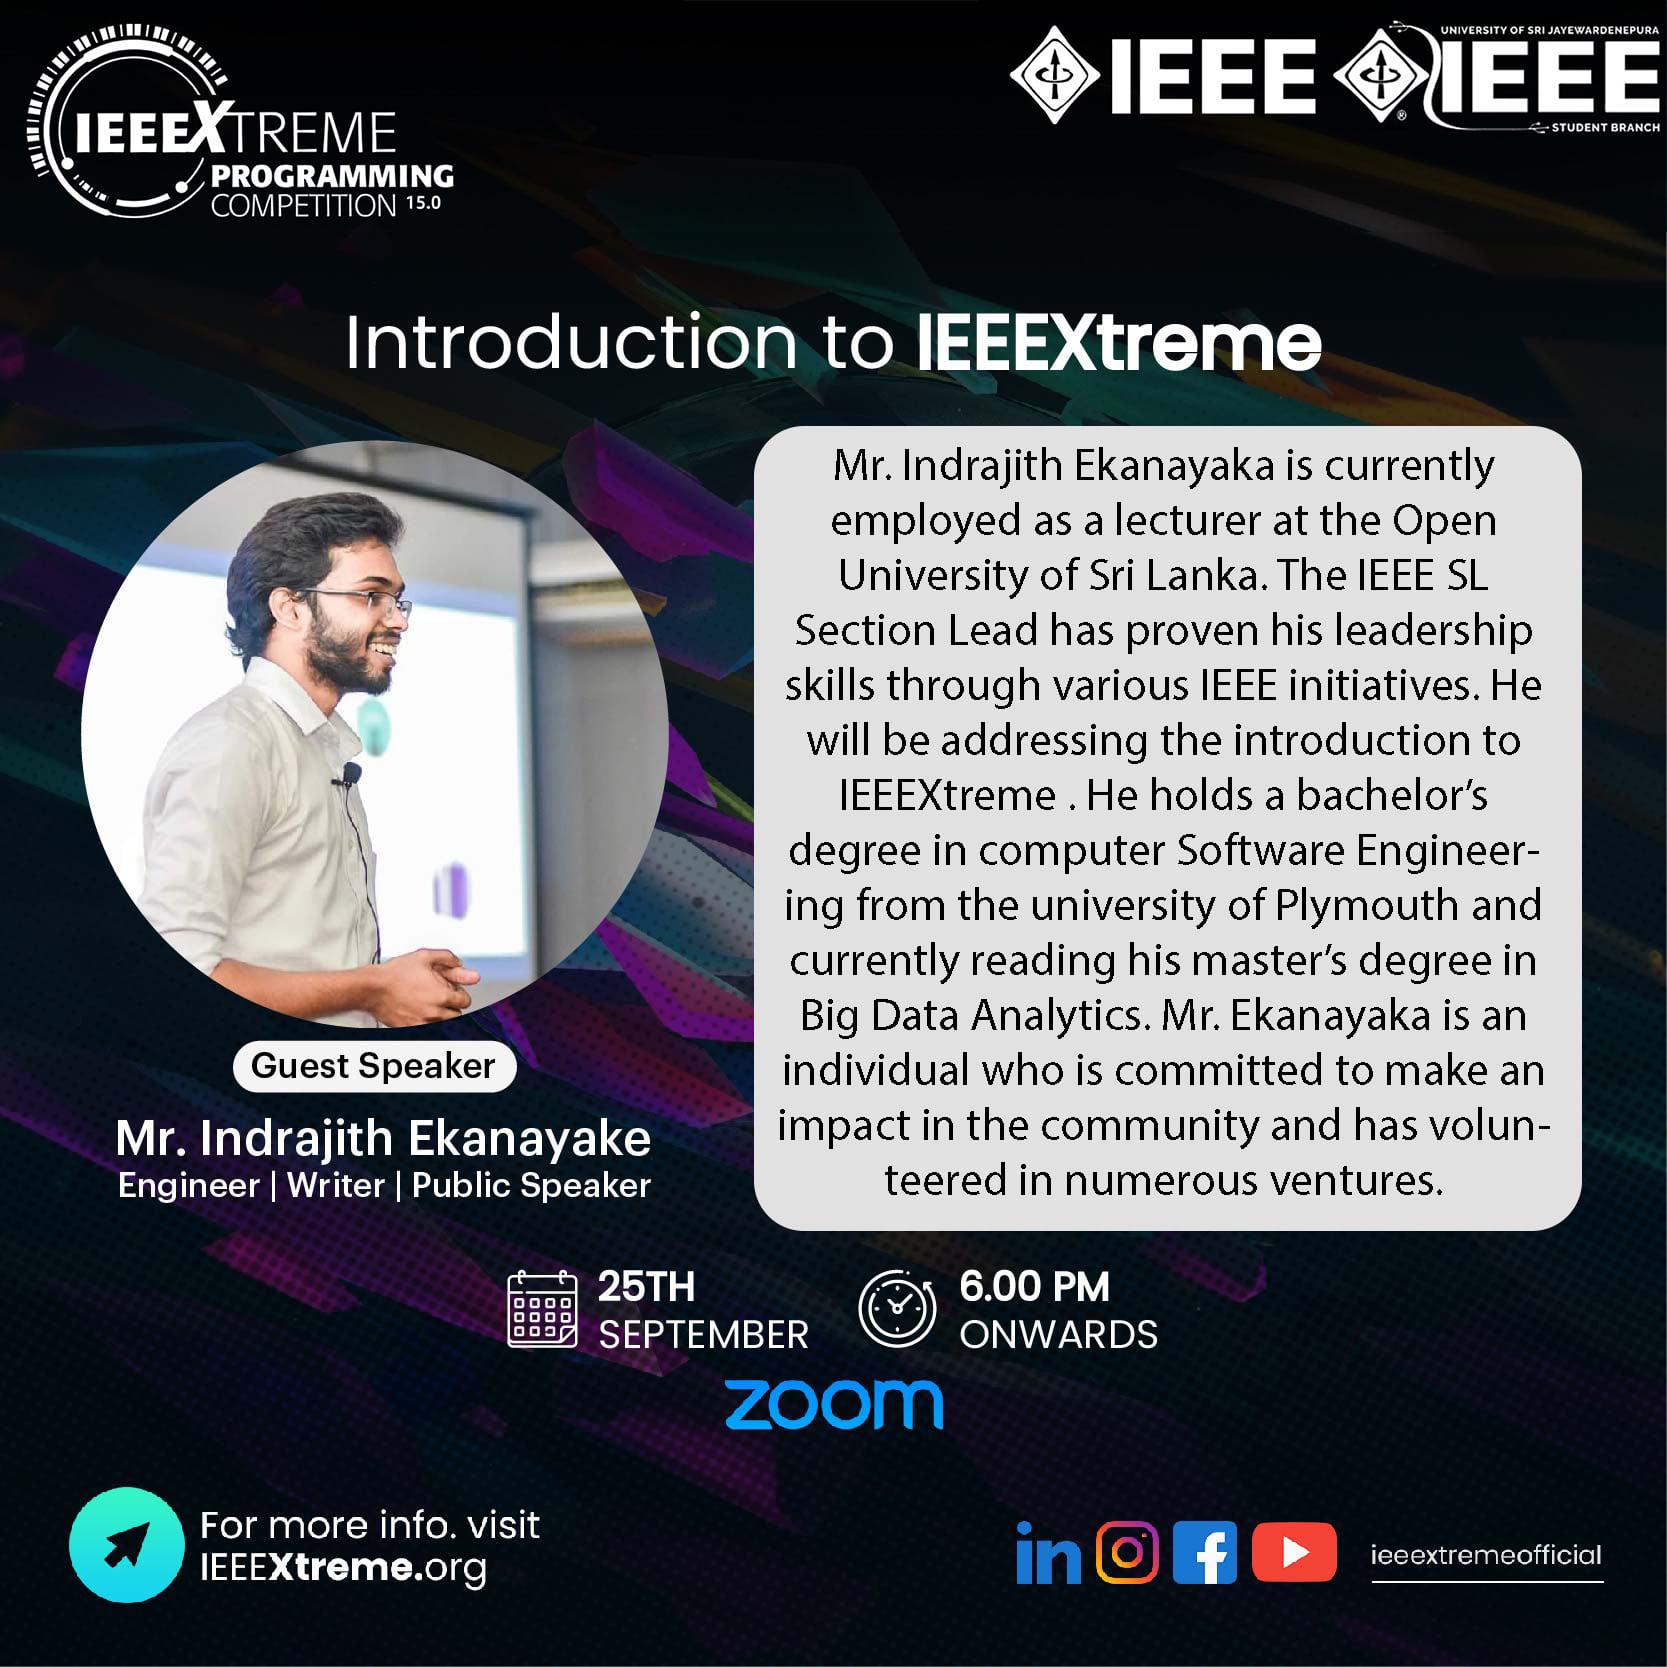 IEEEXTREME
PROGRAMMING
COMPETITION 15.0
IEEE
®
UNIVERSITY OF SRI JAYEWARDENEPURA
IEEE
STUDENT BRANCH
Introduction to IEEEXtreme
Mr. Indrajith Ekanayaka is currently
employed as a lecturer at the Open
University of Sri Lanka. The IEEE SL
Section Lead has proven his leadership
skills through various IEEE initiatives. He
will be addressing the introduction to
IEEEXtreme . He holds a bachelor’s
degree in computer Software Engineer-
ing from the university of Plymouth and
currently reading his master’s degree in
Big Data Analytics. Mr. Ekanayaka is an
individual who is committed to make an
impact in the community and has volun-
teered in numerous ventures.
Guest Speaker
Mr. Indrajith Ekanayake
Engineer | Writer | Public Speaker
25TH
SEPTEMBER
6.00 PM
ONWARDS
zoom
For more info. visit
IEEEXtreme.org
in
f
ieeextremeofficial